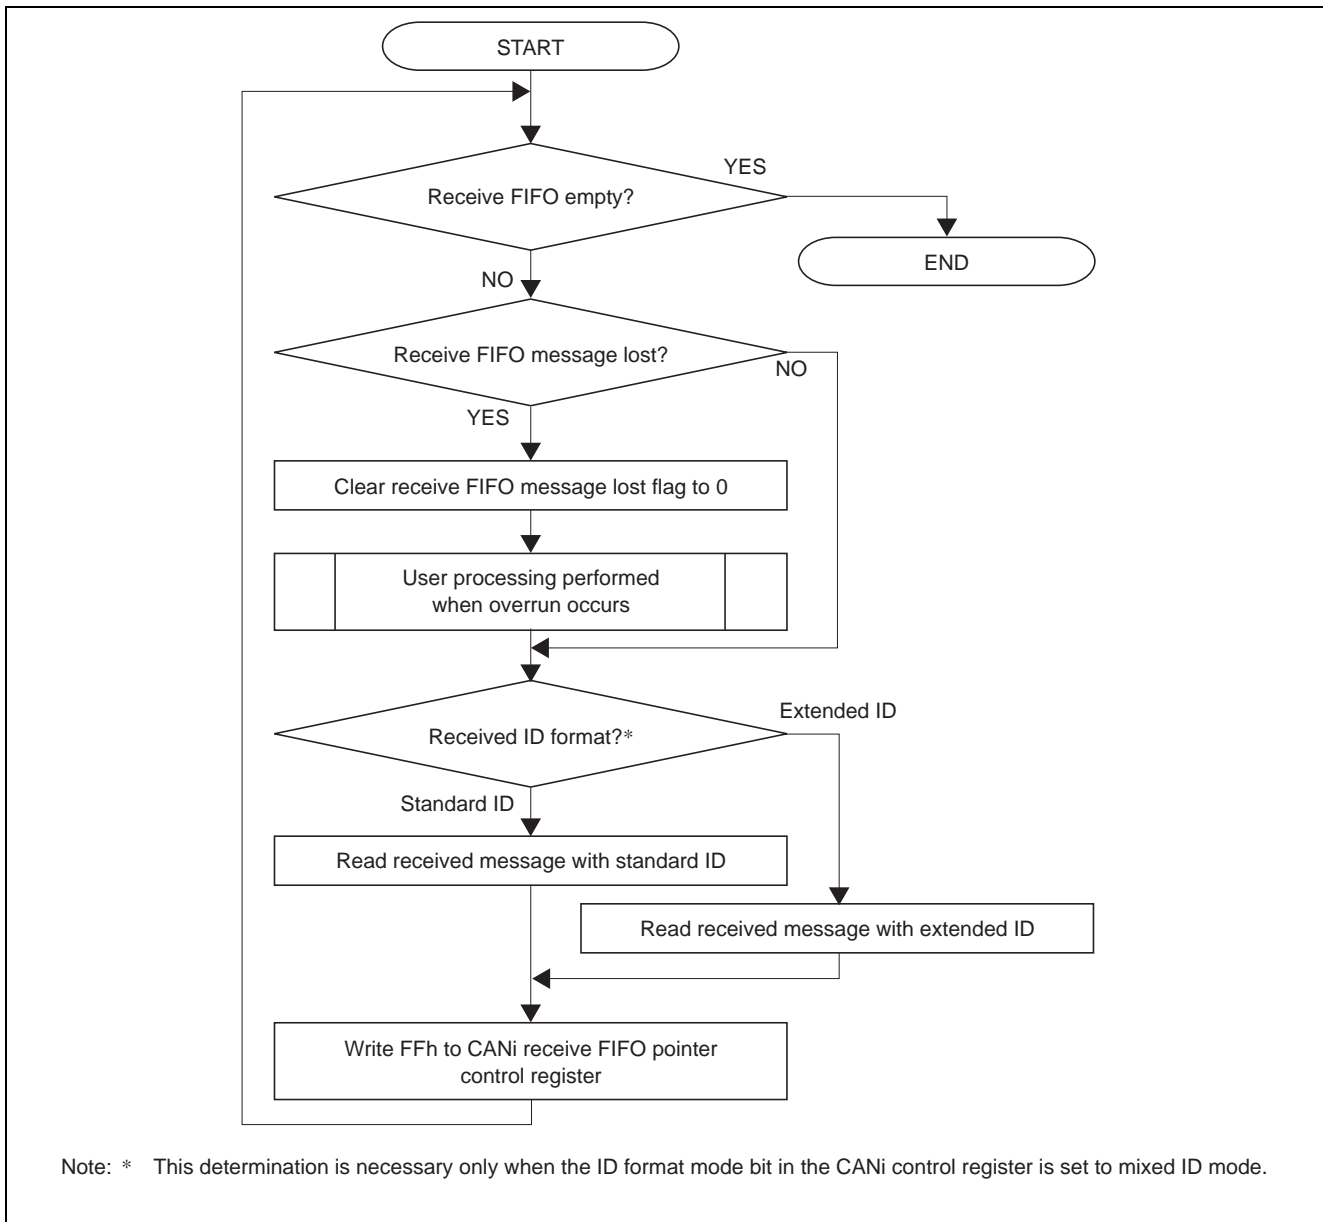 START
Receive FIFO empty?
YES
END
NO
Receive FIFO message lost?
NO
YES
Clear receive FIFO message lost flag to 0
User processing performed
when overrun occurs
Received ID format?*
Extended ID
Standard ID
Read received message with standard ID
Read received message with extended ID
Write FFh to CANi receive FIFO pointer
control register
Note: * This determination is necessary only when the ID format mode bit in the CANi control register is set to mixed ID mode.